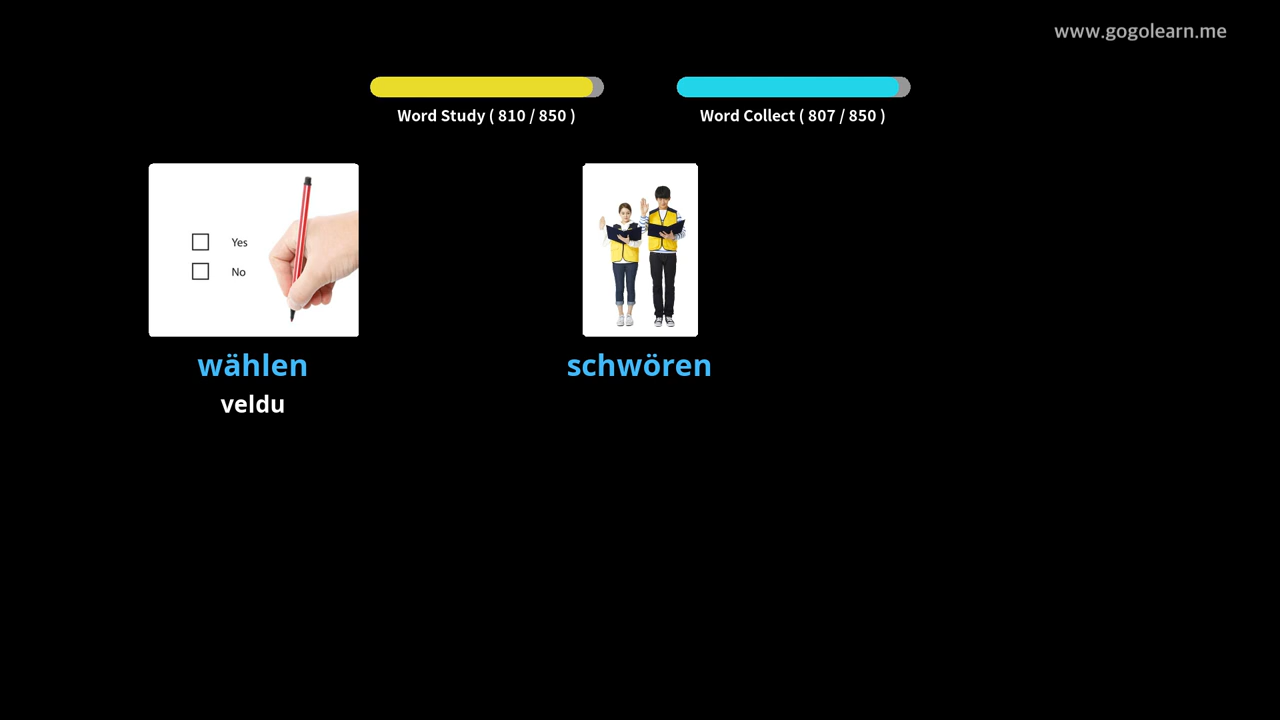 www.gogolearn.me
Word Study ( 810 / 850 )
Word Collect ( 807 / 850 )
Yes
No
wählen
schwören
veldu